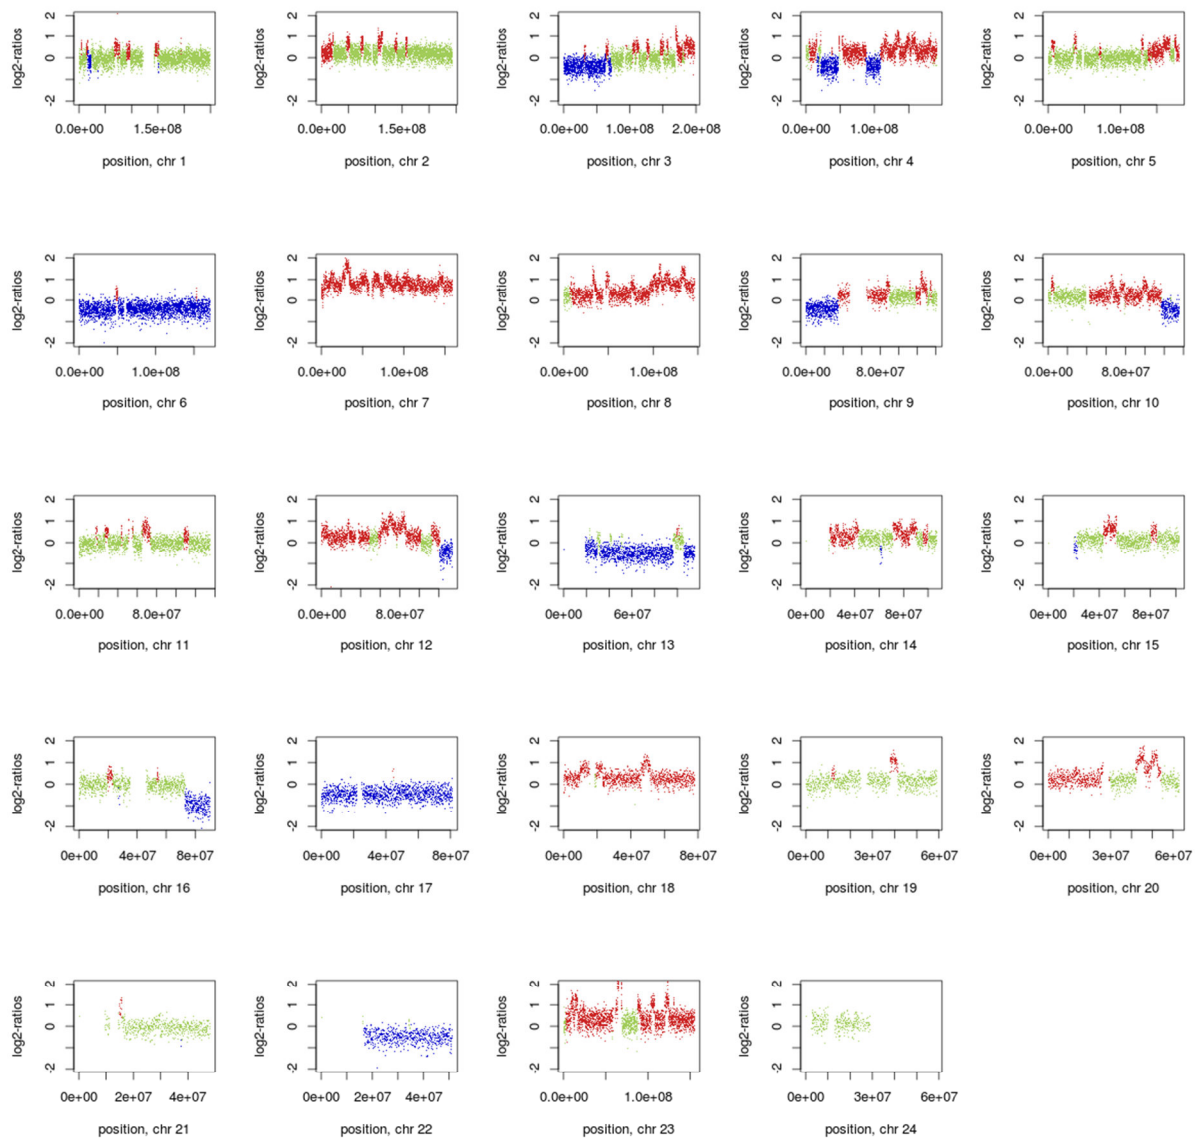 log2-ratios
-2 0 1 2
0.0e+00 1.5e+08
position, chr 1
log2-ratios
-2 0 1 2
0.0e+00 1.5e+08
position, chr 2
log2-ratios
-2 0 1 2
0.0e+00 1.0e+08 2.0e+08
position, chr 3
log2-ratios
-2 0 1 2
0.0e+00 1.0e+08
position, chr 4
log2-ratios
-2 0 1 2
0.0e+00 1.0e+08
position, chr 5
log2-ratios
-2 0 1 2
0.0e+00 1.0e+08
position, chr 6
log2-ratios
-2 0 1 2
0.0e+00 1.0e+08
position, chr 7
log2-ratios
-2 0 1 2
0.0e+00 1.0e+08
position, chr 8
log2-ratios
-2 0 1 2
0.0e+00 8.0e+07
position, chr 9
log2-ratios
-2 0 1 2
0.0e+00 8.0e+07
position, chr 10
log2-ratios
-2 0 1 2
0.0e+00 8.0e+07
position, chr 11
log2-ratios
-2 0 1 2
0.0e+00 8.0e+07
position, chr 12
log2-ratios
-2 0 1 2
0e+00 6e+07
position, chr 13
log2-ratios
-2 0 1 2
0e+00 4e+07 8e+07
position, chr 14
log2-ratios
-2 0 1 2
0e+00 4e+07 8e+07
position, chr 15
log2-ratios
-2 0 1 2
0e+00 4e+07 8e+07
position, chr 16
log2-ratios
-2 0 1 2
0e+00 4e+07 8e+07
position, chr 17
log2-ratios
-2 0 1 2
0e+00 4e+07 8e+07
position, chr 18
log2-ratios
-2 0 1 2
0e+00 3e+07 6e+07
position, chr 19
log2-ratios
-2 0 1 2
0e+00 3e+07 6e+07
position, chr 20
log2-ratios
-2 0 1 2
0e+00 2e+07 4e+07
position, chr 21
log2-ratios
-2 0 1 2
0e+00 2e+07 4e+07
position, chr 22
log2-ratios
-2 0 1 2
0.0e+00 1.0e+08
position, chr 23
log2-ratios
-2 0 1 2
0e+00 3e+07 6e+07
position, chr 24